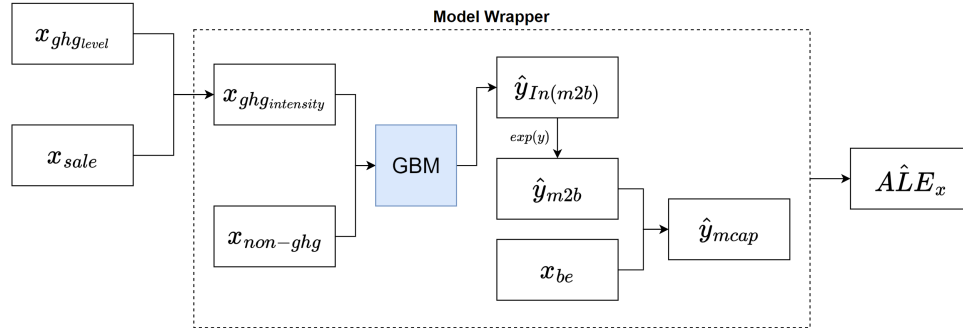 Model Wrapper
x_{ghg_{level}}
x_{sale}
x_{ghg_{intensity}}
x_{non-ghg}
GBM
ŷ_{In(m2b)}
exp(y)
ŷ_{m2b}
x_{be}
ŷ_{mcap}
AL̂E_x